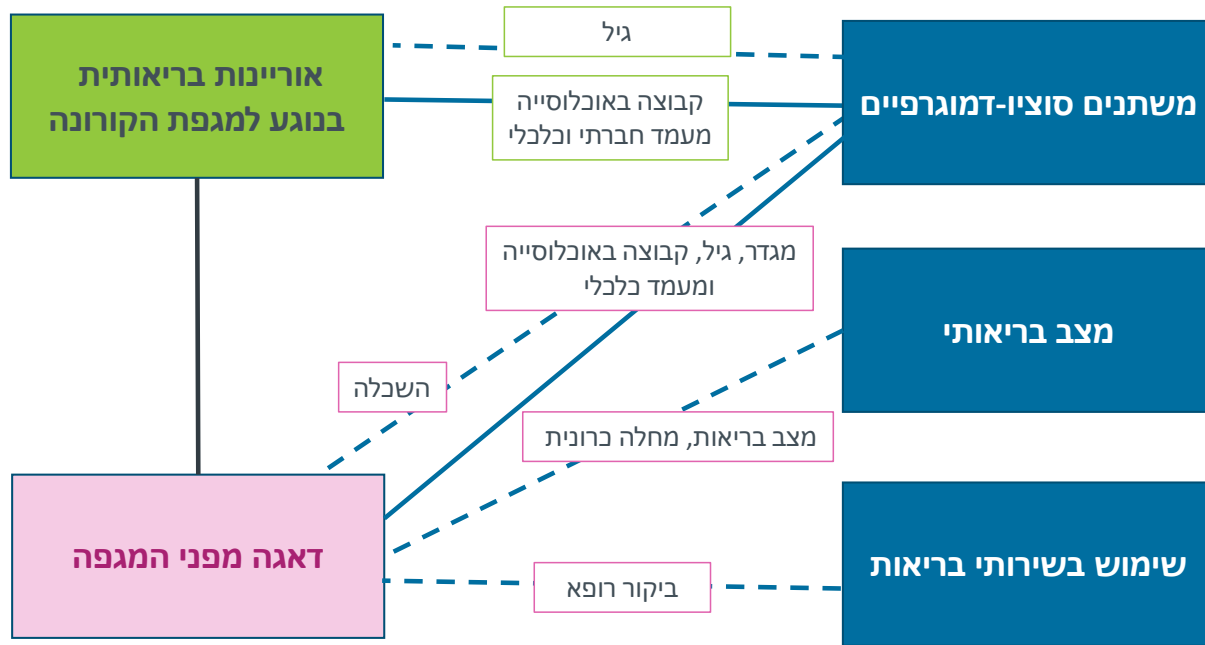 גיל
אוריינות בריאותית
בנוגע למגפת הקורונה
קבוצה באוכלוסייה
מעמד חברתי וכלכלי
משתנים סוציו-דמוגרפיים
מגדר, גיל, קבוצה באוכלוסייה
ומעמד כלכלי
מצב בריאותי
השכלה
מצב בריאות, מחלה כרונית
דאגה מפני המגפה
ביקור רופא
שימוש בשירותי בריאות